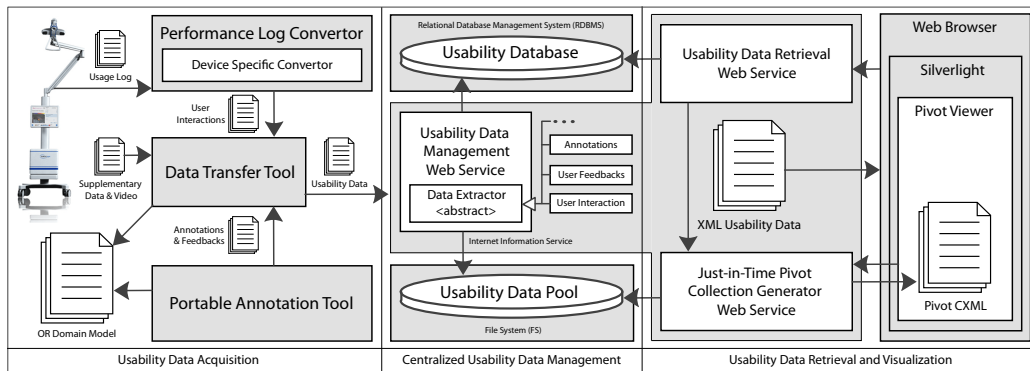 Performance Log Convertor
Device Specific Convertor
Usage Log
User
Interactions
Data Transfer Tool
Supplementary
Data & Video
Usability Data
Annotations
& Feedbacks
Portable Annotation Tool
OR Domain Model
Usability Data Acquisition
Relational Database Management System (RDBMS)
Usability Database
Usability Data
Management
Web Service
Data Extractor
<abstract>
Annotations
User Feedbacks
User Interaction
Internet Information Service
Usability Data Pool
File System (FS)
Centralized Usability Data Management
Usability Data Retrieval
Web Service
XML Usability Data
Just-in-Time Pivot
Collection Generator
Web Service
Web Browser
Silverlight
Pivot Viewer
Pivot CXML
Usability Data Retrieval and Visualization